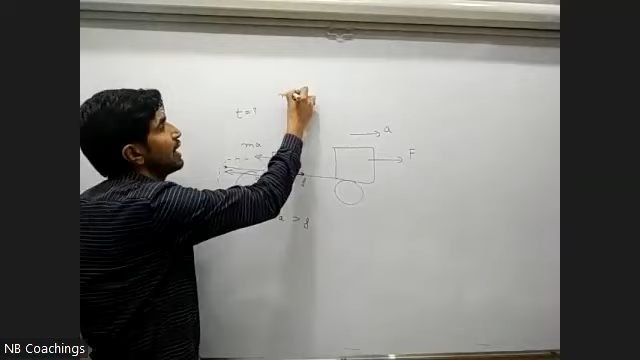 t = ?
a
ma
F
a >
NB Coachings